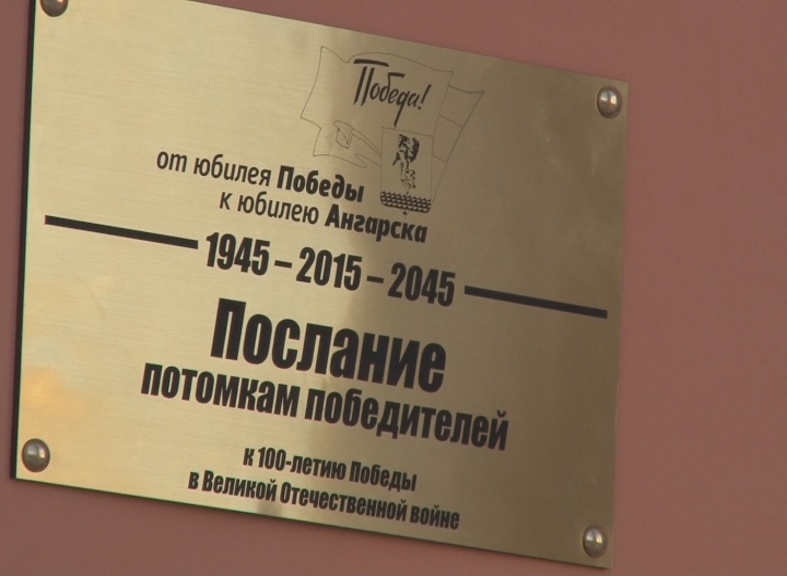 Победа!
от юбилея Победы
к юбилею Ангарска
1945 – 2015 – 2045
Послание
потомкам победителей
к 100-летию Победы
в Великой Отечественной войне